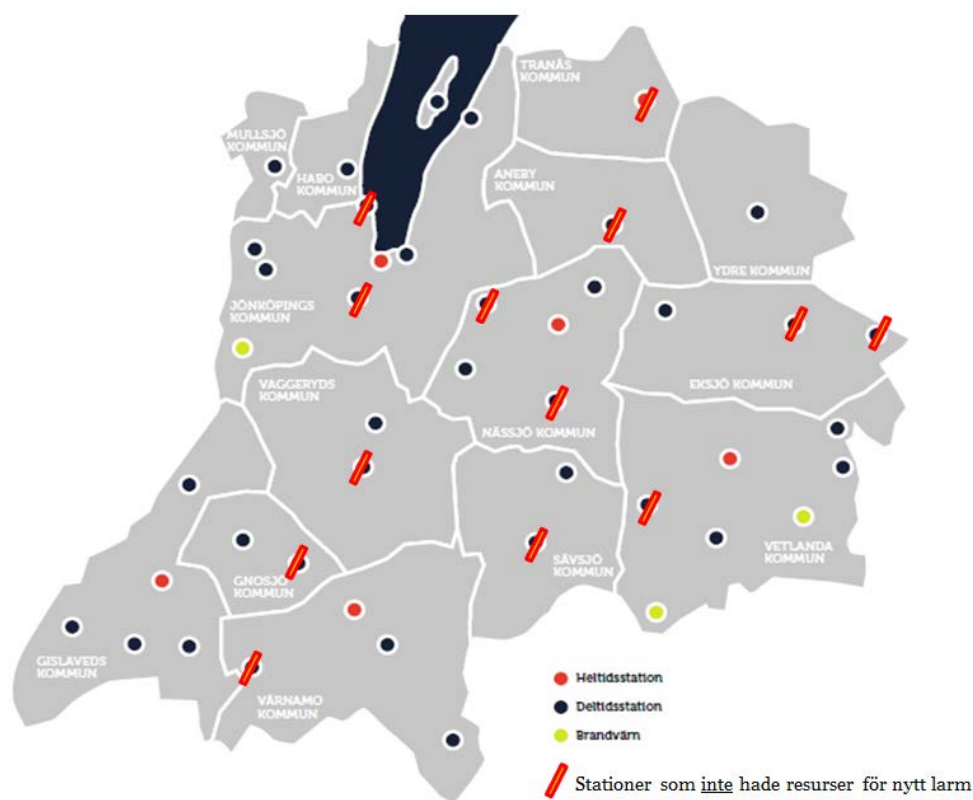 TRANÅS
KOMMUN
MULLSJÖ
KOMMUN
HABO
KOMMUN
ANEBY
KOMMUN
YDRE KOMMUN
JÖNKÖPINGS
KOMMUN
VAGGERYDS
KOMMUN
EKSJÖ KOMMUN
NÄSSJÖ KOMMUN
VETLANDA
KOMMUN
SÄVSJÖ
KOMMUN
GNOSJÖ
KOMMUN
GISLAVEDS
KOMMUN
VÄRNAMO
KOMMUN
Heltidsstation
Deltidsstation
Brandvärn
Stationer som inte hade resurser för nytt larm